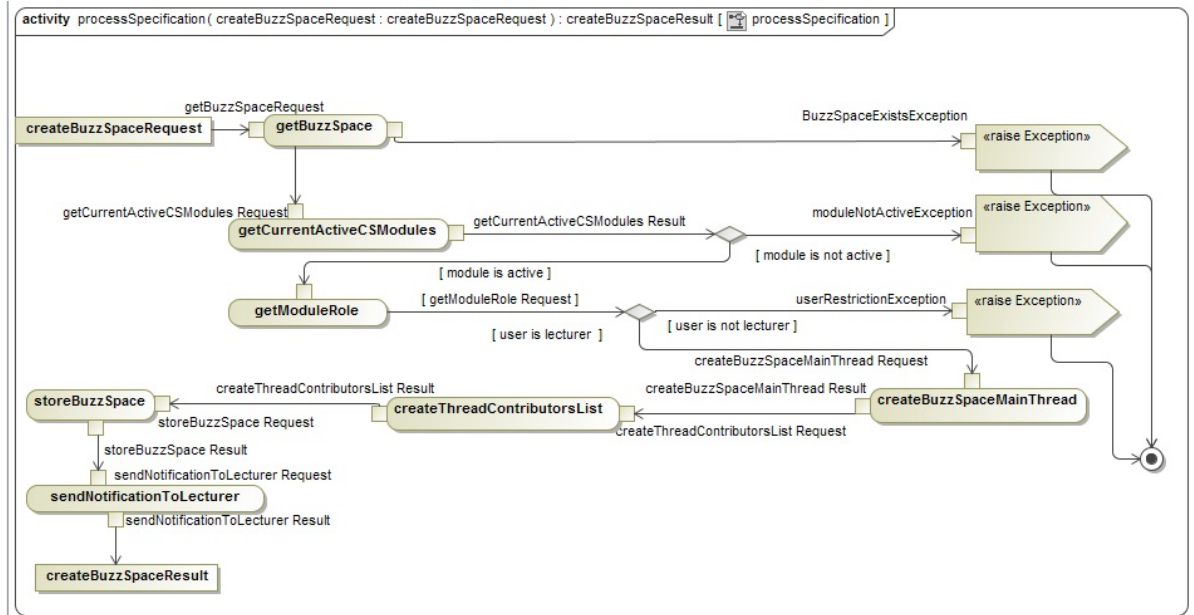 activity processSpecification( createBuzzSpaceRequest : createBuzzSpaceRequest ) : createBuzzSpaceResult [ processSpecification ]
getBuzzSpaceRequest
createBuzzSpaceRequest
getBuzzSpace
BuzzSpaceExistsException
«raise Exception»
getCurrentActiveCSModules Request
getCurrentActiveCSModules
getCurrentActiveCSModules Result
moduleNotActiveException
«raise Exception»
[ module is not active ]
[ module is active ]
getModuleRole
[ getModuleRole Request ]
userRestrictionException
«raise Exception»
[ user is lecturer ]
[ user is not lecturer ]
createBuzzSpaceMainThread Request
storeBuzzSpace
createThreadContributorsList Result
createBuzzSpaceMainThread Result
createBuzzSpaceMainThread
storeBuzzSpace Request
createThreadContributorsList
createThreadContributorsList Request
storeBuzzSpace Result
sendNotificationToLecturer Request
sendNotificationToLecturer
sendNotificationToLecturer Result
createBuzzSpaceResult